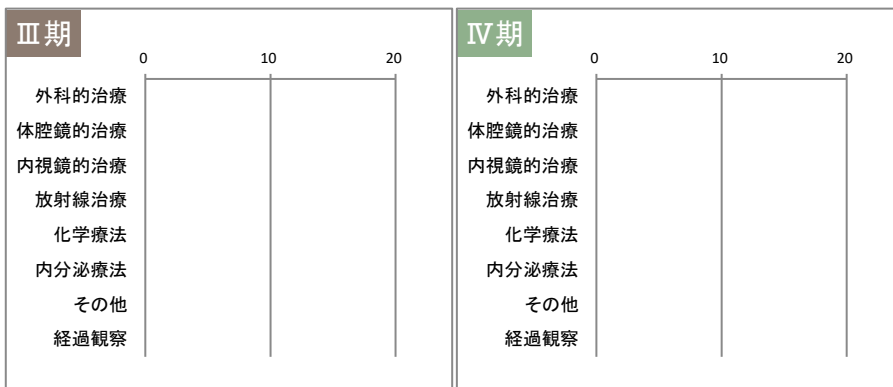 Ⅲ期
0 10 20
外科的治療
体腔鏡的治療
内視鏡的治療
放射線治療
化学療法
内分泌療法
その他
経過観察
Ⅳ期
0 10 20
外科的治療
体腔鏡的治療
内視鏡的治療
放射線治療
化学療法
内分泌療法
その他
経過観察